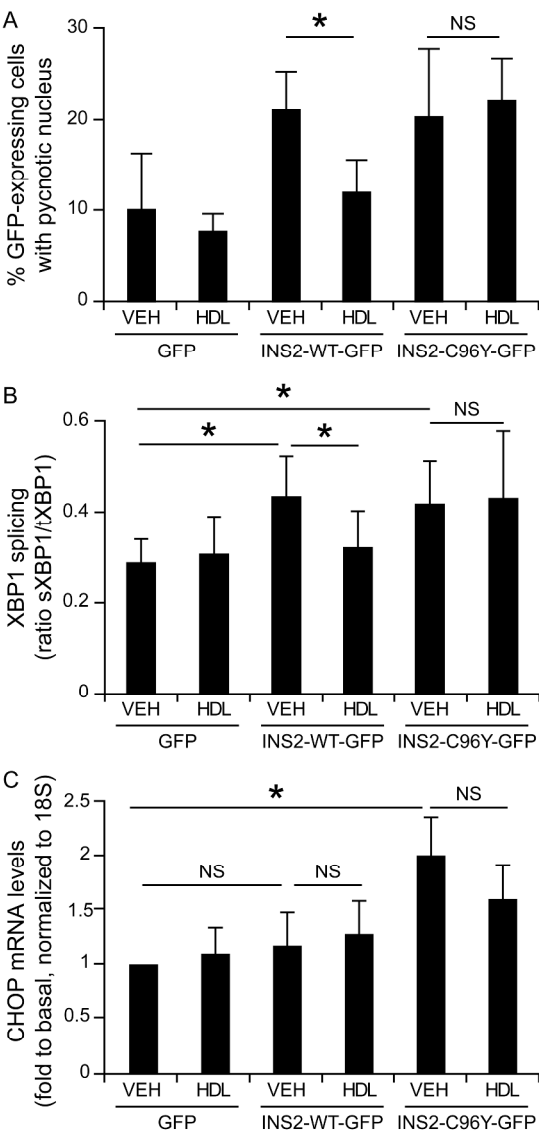 A
% GFP-expressing cells
with pycnotic nucleus
30
20
10
0
*
NS
VEH HDL VEH HDL VEH HDL
GFP INS2-WT-GFP INS2-C96Y-GFP
B
XBP1 splicing
(ratio sXBP1/tXBP1)
0.6
0.4
0.2
0
*
NS
* *
VEH HDL VEH HDL VEH HDL
GFP INS2-WT-GFP INS2-C96Y-GFP
C
CHOP mRNA levels
(fold to basal, normalized to 18S)
2.5
2
1.5
1
0.5
0
*
NS
NS NS
VEH HDL VEH HDL VEH HDL
GFP INS2-WT-GFP INS2-C96Y-GFP